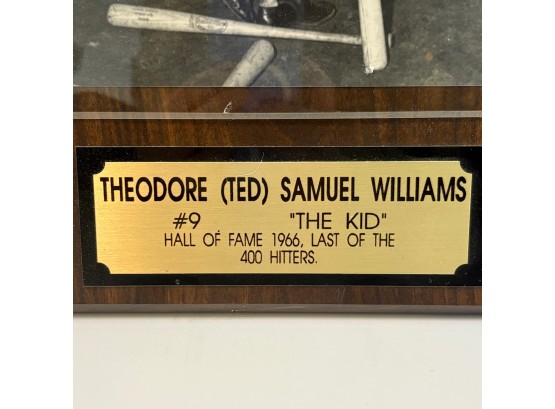 THEODORE (TED) SAMUEL WILLIAMS
#9 "THE KID"
HALL OF FAME 1966, LAST OF THE
400 HITTERS.